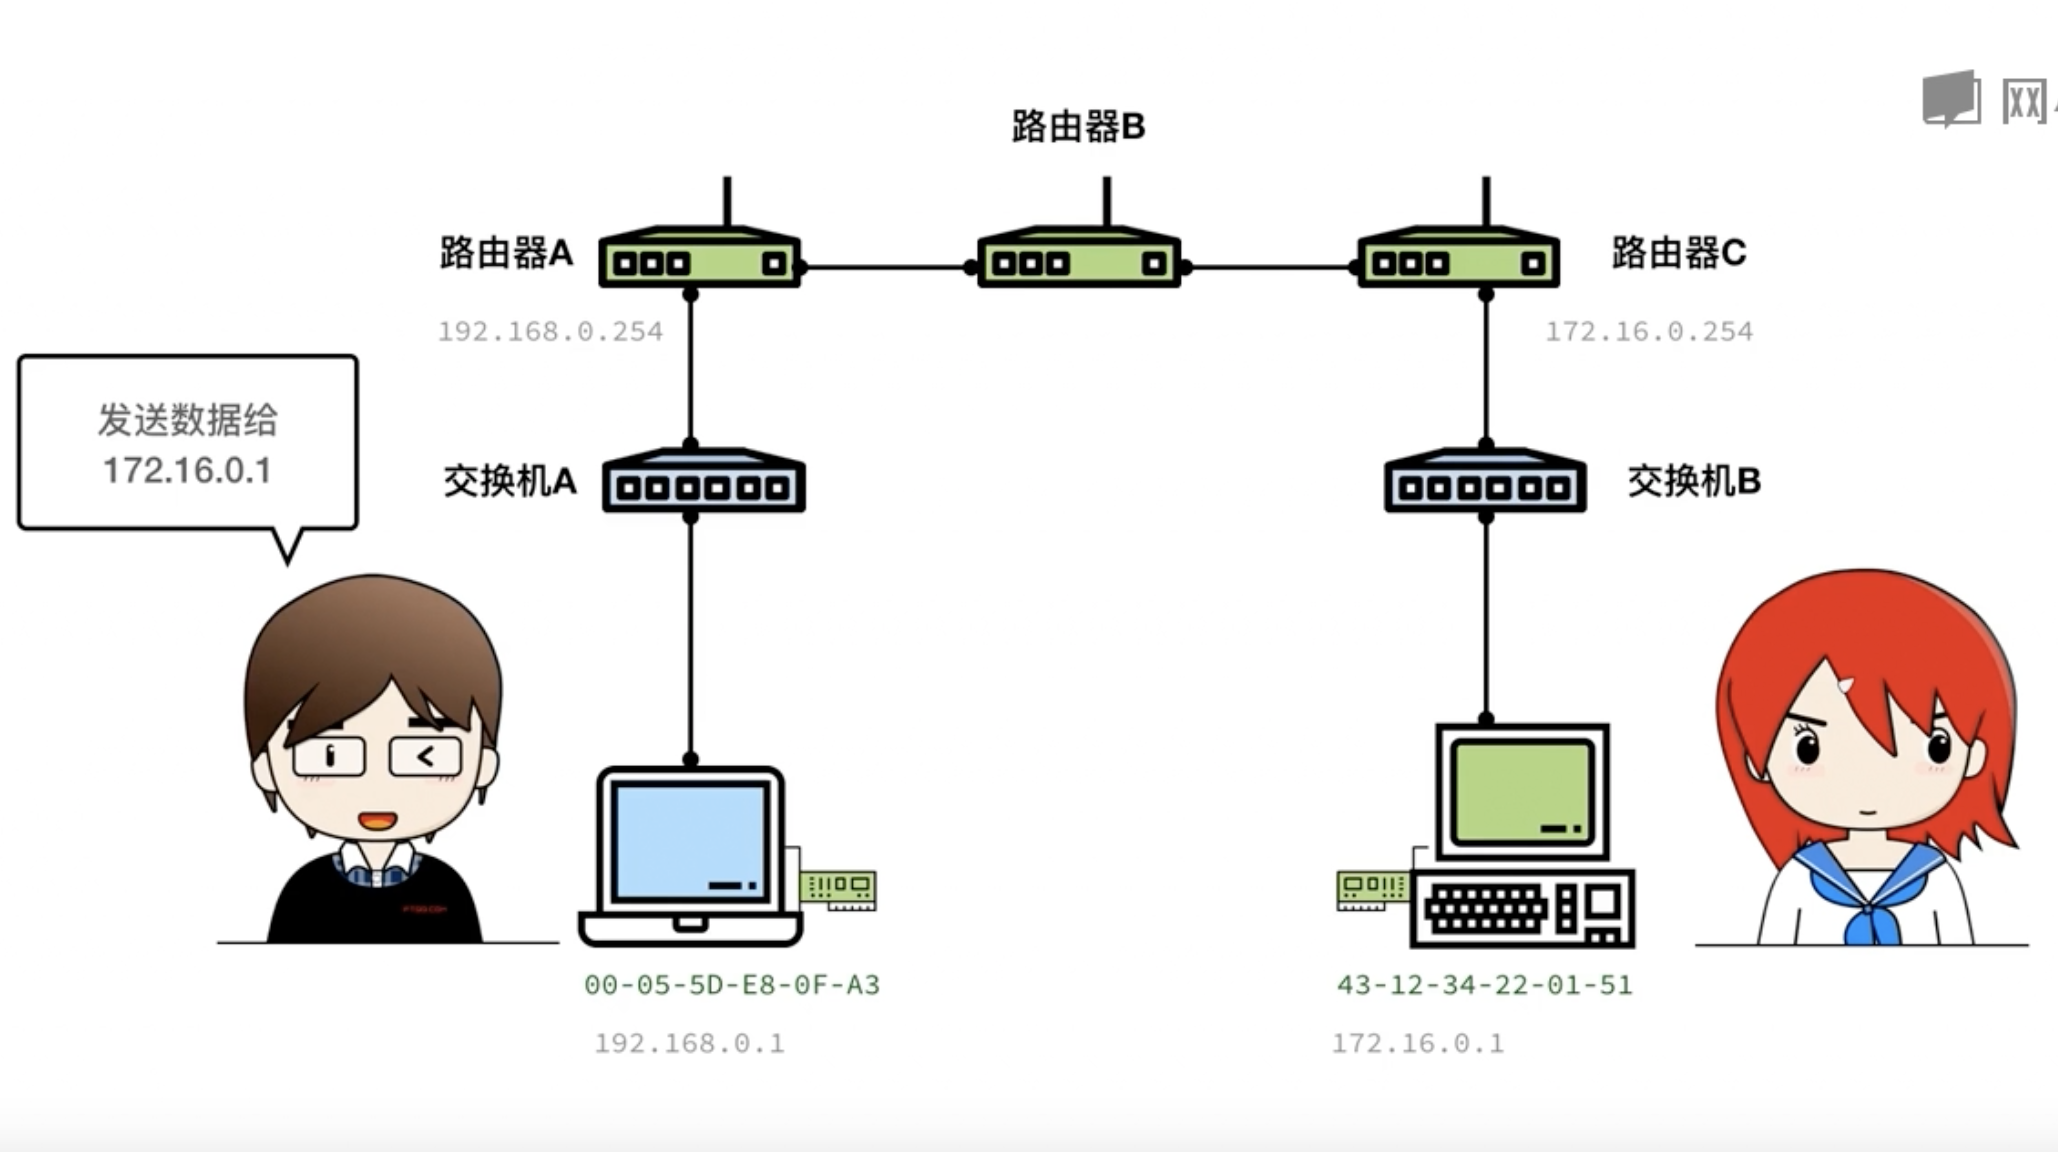 网
路由器B
路由器A
路由器C
192.168.0.254
172.16.0.254
发送数据给
172.16.0.1
交换机A
交换机B
00-05-5D-E8-0F-A3
43-12-34-22-01-51
192.168.0.1
172.16.0.1